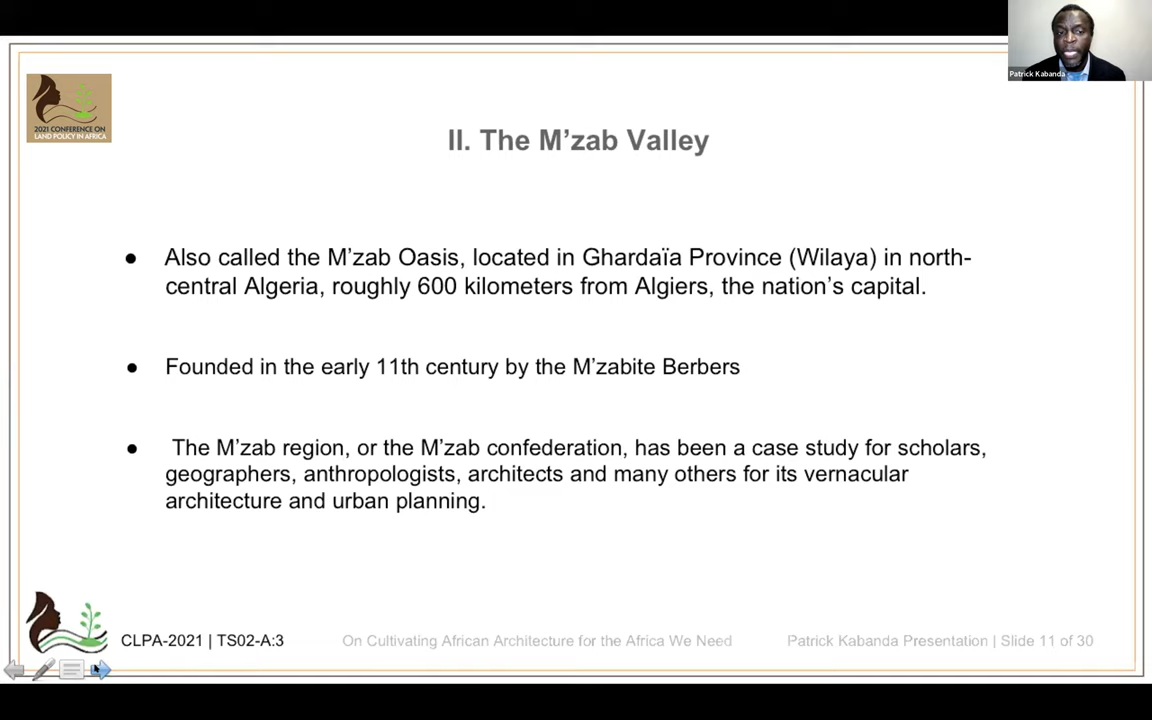 Patrick Kabanda
2021 CONFERENCE ON
LAND POLICY IN AFRICA
II. The M’zab Valley
● Also called the M’zab Oasis, located in Ghardaïa Province (Wilaya) in north-
central Algeria, roughly 600 kilometers from Algiers, the nation’s capital.
● Founded in the early 11th century by the M’zabite Berbers
● The M’zab region, or the M’zab confederation, has been a case study for scholars,
geographers, anthropologists, architects and many others for its vernacular
architecture and urban planning.
CLPA-2021 | TS02-A:3
On Cultivating African Architecture for the Africa We Need
Patrick Kabanda Presentation | Slide 11 of 30